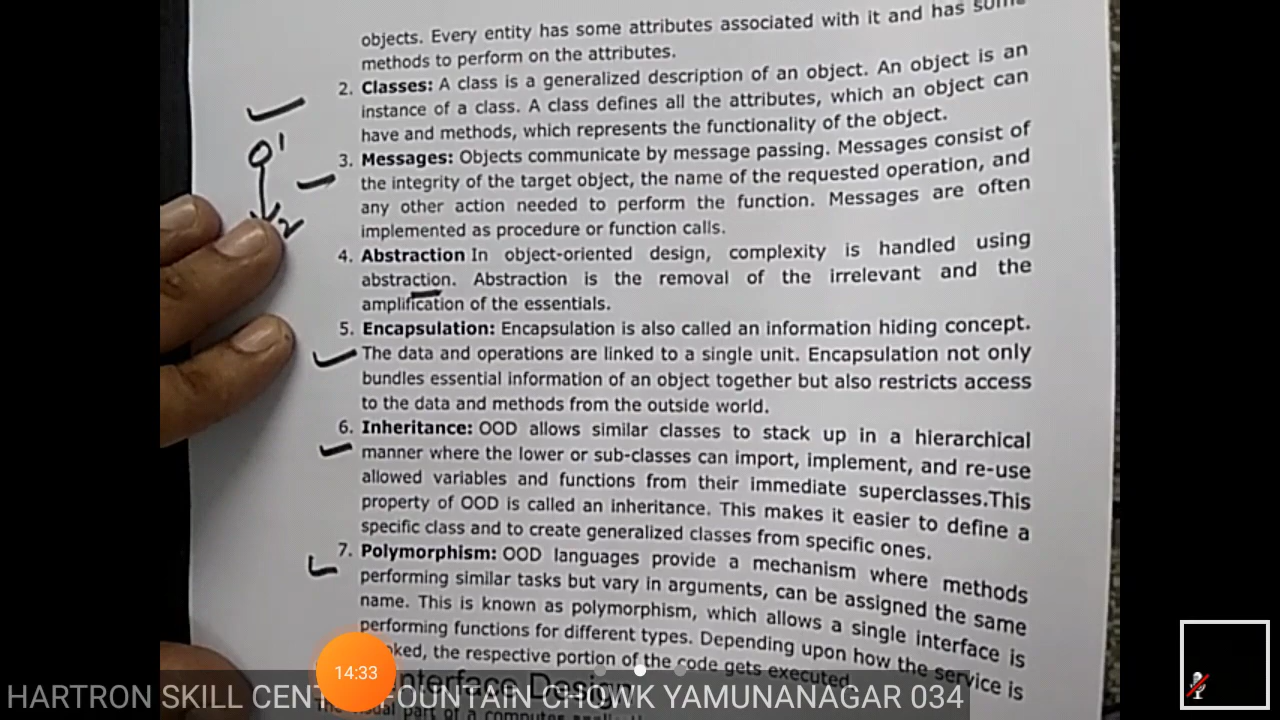 objects. Every entity has some attributes associated with it and has some
methods to perform on the attributes.
2. Classes: A class is a generalized description of an object. An object is an
instance of a class. A class defines all the attributes, which an object can
have and methods, which represents the functionality of the object.
3. Messages: Objects communicate by message passing. Messages consist of
the integrity of the target object, the name of the requested operation, and
any other action needed to perform the function. Messages are often
implemented as procedure or function calls.
4. Abstraction In object-oriented design, complexity is handled using
abstraction. Abstraction is the removal of the irrelevant and the
amplification of the essentials.
5. Encapsulation: Encapsulation is also called an information hiding concept.
The data and operations are linked to a single unit. Encapsulation not only
bundles essential information of an object together but also restricts access
to the data and methods from the outside world.
6. Inheritance: OOD allows similar classes to stack up in a hierarchical
manner where the lower or sub-classes can import, implement, and re-use
allowed variables and functions from their immediate superclasses.This
property of OOD is called an inheritance. This makes it easier to define a
specific class and to create generalized classes from specific ones.
7. Polymorphism: OOD languages provide a mechanism where methods
performing similar tasks but vary in arguments, can be assigned the same
name. This is known as polymorphism, which allows a single interface is
performing functions for different types. Depending upon how the service is
the respective portion of the code gets executed.
14:33
Interface Design
HARTRON SKILL FOUNTAIN CHOWK YAMUNANAGAR 034
part of a computer